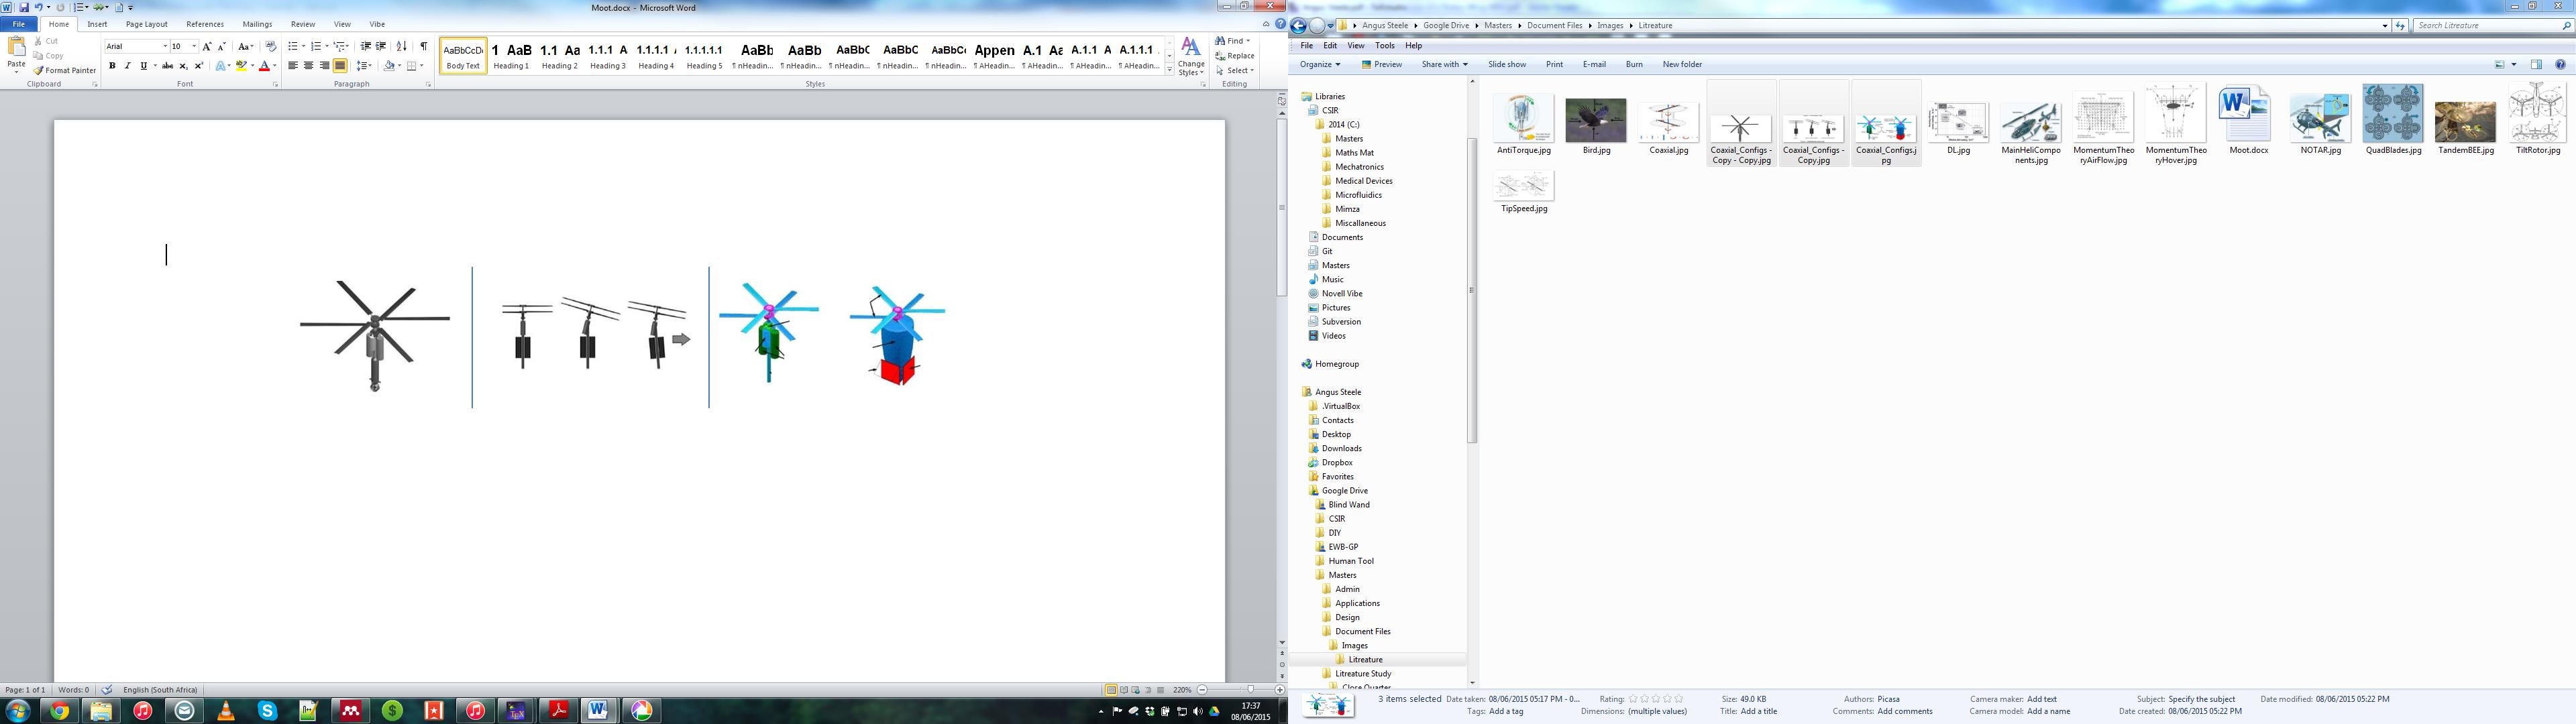 Moot.docx - Microsoft Word
File Home Insert Page Layout References Mailings Review View Vibe
Paste
Cut
Copy
Format Painter
Clipboard
Arial 10
Font
Paragraph
AaBbCcD 1 AaB 1.1 Aa 1.1.1 A 1.1.1.1 1.1.1.1.1 AaBb AaBb AaBbC AaBbC AaBbC Appen A.1 Aa A.1.1 A A.1.1.1
Body Text Heading 1 Heading 2 Heading 3 Heading 4 Heading 5 ¶ nHeadin... ¶ nHeadin... ¶ nHeadin... ¶ nHeadin... ¶ nHeadin... ¶ AHeadin... ¶ AHeadin... ¶ AHeadin... ¶ AHeadin...
Styles
Change
Styles
Find
Replace
Select
Editing
Page: 1 of 1 Words: 0 English (South Africa) 220%
Angus Steele Google Drive Masters Document Files Images Litreature
Search Litreature
File Edit View Tools Help
Organize Preview Share with Slide show Print E-mail Burn New folder
Libraries
CSIR
2014 (C:)
Masters
Maths Mat
Mechatronics
Medical Devices
Microfluidics
Mimza
Miscallaneous
Documents
Git
Masters
Music
Novell Vibe
Pictures
Subversion
Videos
Homegroup
Angus Steele
.VirtualBox
Contacts
Desktop
Downloads
Dropbox
Favorites
Google Drive
Blind Wand
CSIR
DIY
EWB-GP
Human Tool
Masters
Admin
Applications
Design
Document Files
Images
Litreature
Litreature Study
Close Quarter
AntiTorque.jpg
Bird.jpg
Coaxial.jpg
Coaxial_Configs -
Copy - Copy.jpg
Coaxial_Configs -
Copy.jpg
Coaxial_Configs.j
pg
DL.jpg
MainHeliCompo
nents.jpg
MomentumTheo
ryAirFlow.jpg
MomentumTheo
ryHover.jpg
Moot.docx
NOTAR.jpg
QuadBlades.jpg
TandemBEE.jpg
TiltRotor.jpg
TipSpeed.jpg
3 items selected Date taken: 08/06/2015 05:17 PM - 0... Rating: Size: 49.0 KB Authors: Picasa Camera maker: Add text Subject: Specify the subject Date modified: 08/06/2015 05:22 PM
Tags: Add a tag Dimensions: (multiple values) Title: Add a title Comments: Add comments Camera model: Add a name Date created: 08/06/2015 05:22 PM
17:37
08/06/2015